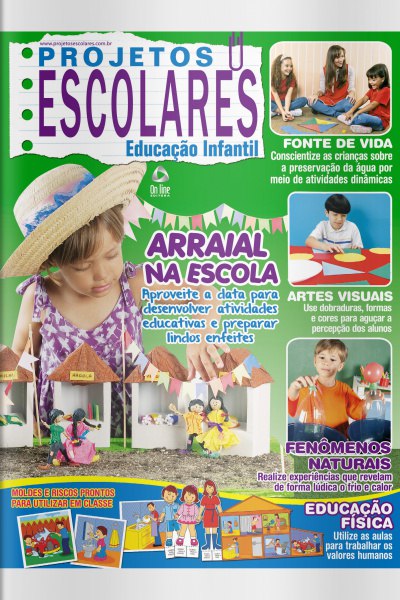 www.projetosescolares.com.br
PROJETOS
ESCOLARES
Educação Infantil
On line
EDITORA
FONTE DE VIDA
Conscientize as crianças sobre
a preservação da água por
meio de atividades dinâmicas
ARRAIAL
NA ESCOLA
Aproveite a data para
desenvolver atividades
educativas e preparar
lindos enfeites
ARTES VISUAIS
Use dobraduras, formas
e cores para aguçar a
percepção dos alunos
FENÔMENOS
NATURAIS
Realize experiências que revelam
de forma lúdica o frio e calor
MOLDES E RISCOS PRONTOS
PARA UTILIZAR EM CLASSE
EDUCAÇÃO
FÍSICA
Utilize as aulas
para trabalhar os
valores humanos